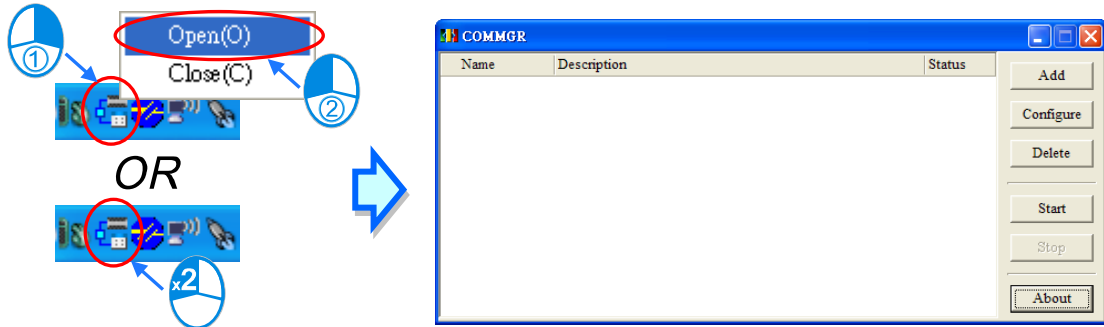 Open(O)
Close(C)
①
②
OR
x2
COMMGR
Name Description Status
Add
Configure
Delete
Start
Stop
About